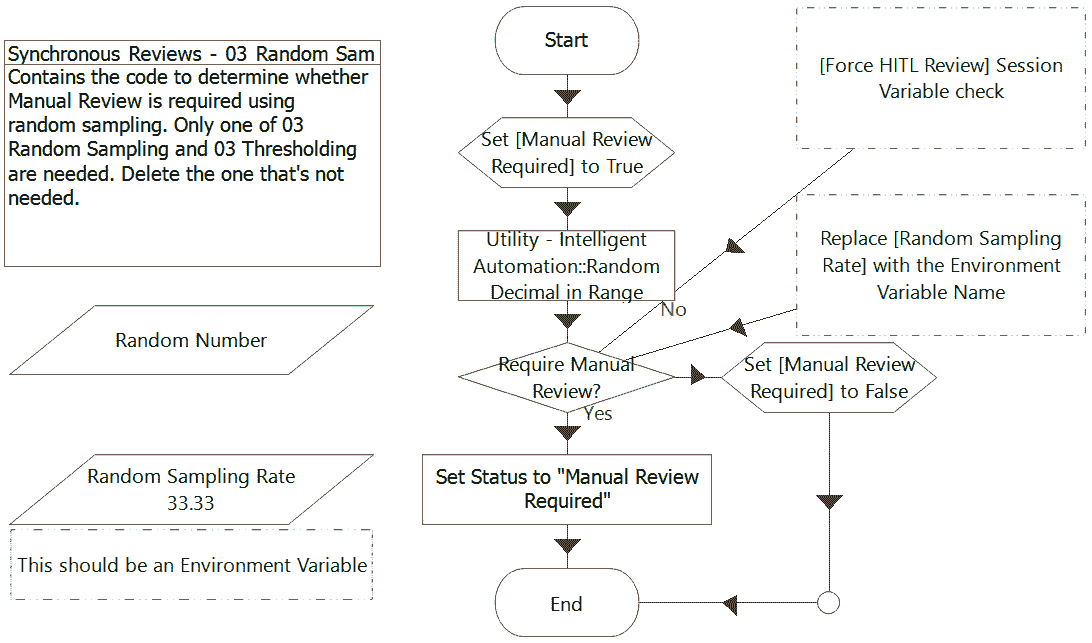 Synchronous Reviews - 03 Random Sam
Contains the code to determine whether
Manual Review is required using
random sampling. Only one of 03
Random Sampling and 03 Thresholding
are needed. Delete the one that's not
needed.
Random Number
Random Sampling Rate
33.33
This should be an Environment Variable
Start
Set [Manual Review
Required] to True
Utility - Intelligent
Automation::Random
Decimal in Range
Require Manual
Review?
No
Yes
Set [Manual Review
Required] to False
Set Status to "Manual Review
Required"
End
[Force HITL Review] Session
Variable check
Replace [Random Sampling
Rate] with the Environment
Variable Name